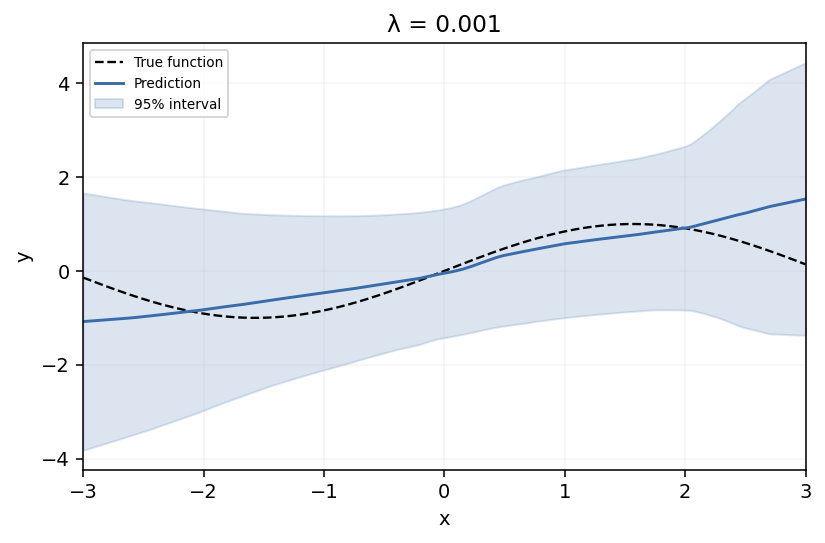 λ = 0.001
True function
Prediction
95% interval
y
4
2
0
−2
−4
−3
−2
−1
0
1
2
3
x